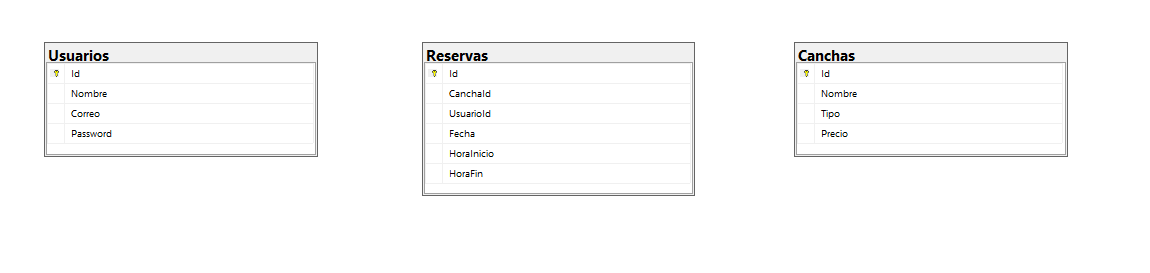 Usuarios
Id
Nombre
Correo
Password
Reservas
Id
CanchaId
UsuarioId
Fecha
HoraInicio
HoraFin
Canchas
Id
Nombre
Tipo
Precio